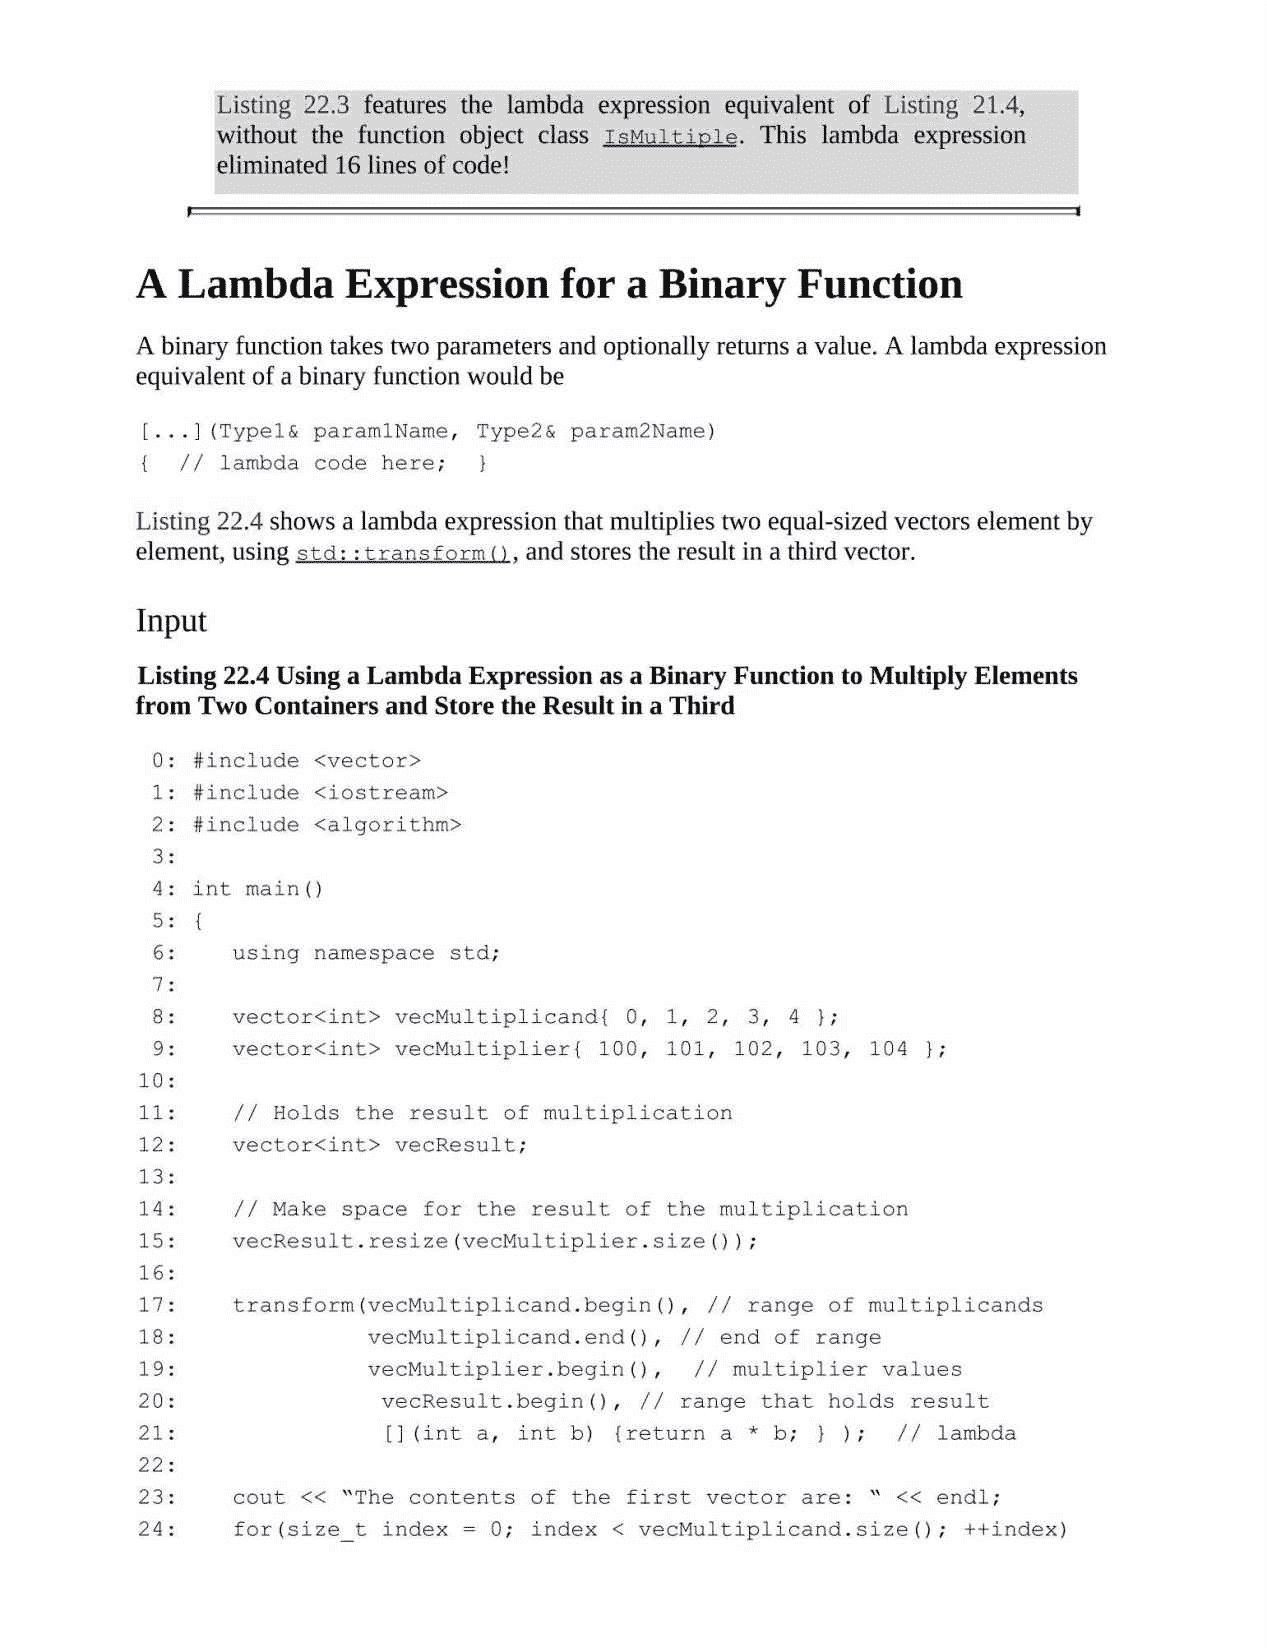 Listing 22.3 features the lambda expression equivalent of Listing 21.4,
without the function object class IsMultiple. This lambda expression
eliminated 16 lines of code!
A Lambda Expression for a Binary Function
A binary function takes two parameters and optionally returns a value. A lambda expression
equivalent of a binary function would be
[...](Type1& param1Name, Type2& param2Name)
{  // lambda code here;  }
Listing 22.4 shows a lambda expression that multiplies two equal-sized vectors element by
element, using std::transform(), and stores the result in a third vector.
Input
Listing 22.4 Using a Lambda Expression as a Binary Function to Multiply Elements
from Two Containers and Store the Result in a Third
0: #include <vector>
1: #include <iostream>
2: #include <algorithm>
3:
4: int main()
5: {
6:    using namespace std;
7:
8:    vector<int> vecMultiplicand{ 0, 1, 2, 3, 4 };
9:    vector<int> vecMultiplier{ 100, 101, 102, 103, 104 };
10:
11:    // Holds the result of multiplication
12:    vector<int> vecResult;
13:
14:    // Make space for the result of the multiplication
15:    vecResult.resize(vecMultiplier.size());
16:
17:    transform(vecMultiplicand.begin(), // range of multiplicands
18:              vecMultiplicand.end(), // end of range
19:              vecMultiplier.begin(),  // multiplier values
20:               vecResult.begin(), // range that holds result
21:               [](int a, int b) {return a * b; } );  // lambda
22:
23:    cout << “The contents of the first vector are: “ << endl;
24:    for(size_t index = 0; index < vecMultiplicand.size(); ++index)